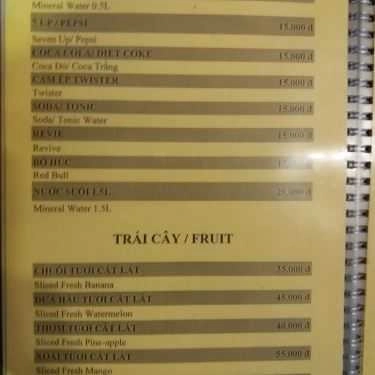 Mineral Water 0.5L
7 UP / PEPSI 15.000 đ
Seven Up/ Pepsi
COCA COLA/ DIET COKE 15.000 đ
Coca Đỏ/ Coca Trắng
CAM ÉP TWISTER 15.000 đ
Twister
SODA/ TONIC 15.000 đ
Soda/ Tonic Water
REVIE 15.000 đ
Revive
BÒ HÚC
Red Bull
NƯỚC SUỐI 1.5L 25.000 đ
Mineral Water 1.5L
TRÁI CÂY / FRUIT
CHUỐI TƯƠI CẮT LÁT 35.000 đ
Sliced Fresh Banana
DƯA HẤU TƯƠI CẮT LÁT 45.000 đ
Sliced Fresh Watermelon
THƠM TƯƠI CẮT LÁT 40.000 đ
Sliced Fresh Pine-apple
XOÀI TƯƠI CẮT LÁT 55.000 đ
Sliced Fresh Mango